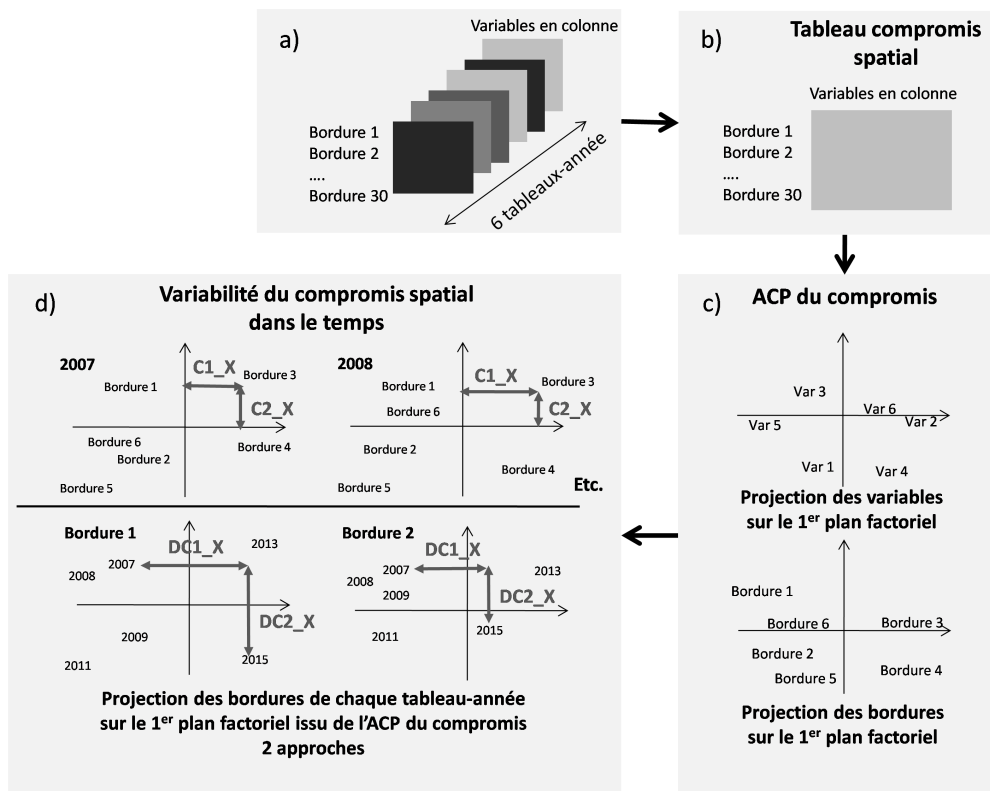 a)
Variables en colonne
Bordure 1
Bordure 2
....
Bordure 30
6 tableaux-année
b)
Tableau compromis
spatial
Variables en colonne
Bordure 1
Bordure 2
....
Bordure 30
c)
ACP du compromis
Var 3
Var 6
Var 5
Var 2
Var 1
Var 4
Projection des variables
sur le 1er plan factoriel
Bordure 1
Bordure 6
Bordure 3
Bordure 2
Bordure 5
Bordure 4
Projection des bordures
sur le 1er plan factoriel
d)
Variabilité du compromis spatial
dans le temps
2007
C1_X
Bordure 1
Bordure 3
C2_X
Bordure 6
Bordure 4
Bordure 2
Bordure 5
2008
C1_X
Bordure 1
Bordure 3
Bordure 6
C2_X
Bordure 2
Bordure 4
Bordure 5
Etc.
Bordure 1
DC1_X
2013
2007
2008
DC2_X
2009
2011
2015
Bordure 2
DC1_X
2007
2013
2008
2009
DC2_X
2011
2015
Projection des bordures de chaque tableau-année
sur le 1er plan factoriel issu de l'ACP du compromis
2 approches